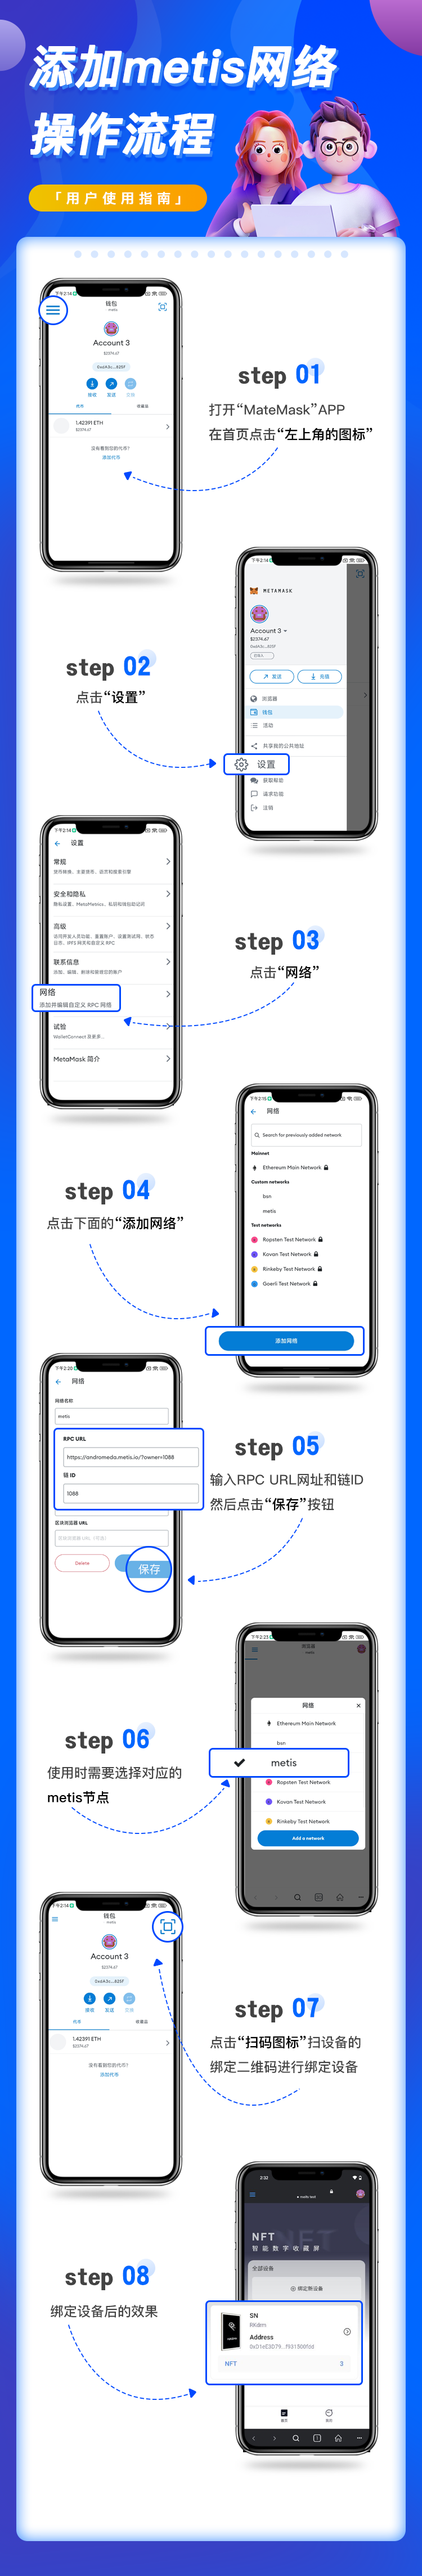 添加metis网络
操作流程
「用户使用指南」
下午2:14
钱包
metis
Account 3
$2374.67
0xd43c...825F
接收
发送
交换
代币
收藏品
1.42391 ETH
$2374.67
没有看到您的代币?
添加代币
step 01
打开“MateMask”APP
在首页点击“左上角的图标”
下午2:14
METAMASK
Account 3
$2374.67
0xd43c...825F
发送
充值
浏览器
钱包
活动
共享我的公共地址
设置
获取帮助
请求功能
注销
step 02
点击“设置”
下午2:14
设置
常规
安全和隐私
高级
联系信息
网络
添加并编辑自定义 RPC 网络
试验
MetaMask 简介
step 03
点击“网络”
下午2:15
网络
Search for previously added network
Mainnet
Ethereum Main Network
Custom networks
bsn
metis
Test networks
Ropsten Test Network
Kovan Test Network
Rinkeby Test Network
Goerli Test Network
添加网络
step 04
点击下面的“添加网络”
下午2:20
网络
网络名称
metis
RPC URL
https://andromeda.metis.io/?owner=1088
链 ID
1088
区块浏览器 URL
Delete
保存
step 05
输入RPC URL网址和链ID
然后点击“保存”按钮
下午2:23
浏览器
metis
网络
Ethereum Main Network
bsn
metis
Ropsten Test Network
Kovan Test Network
Rinkeby Test Network
Add a network
step 06
使用时需要选择对应的
metis节点
下午2:14
钱包
metis
Account 3
$2374.67
0xd43c...825F
接收
发送
交换
代币
收藏品
1.42391 ETH
$2374.67
没有看到您的代币?
添加代币
step 07
点击“扫码图标”扫设备的
绑定二维码进行绑定设备
2:32
NFT
智能数字收藏屏
全部设备
绑定新设备
SN
Address
NFT
3
step 08
绑定设备后的效果